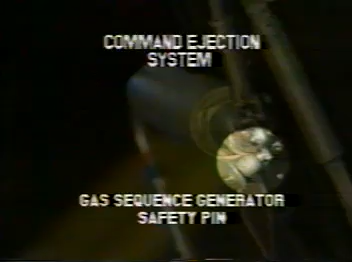 COMMAND EJECTION
SYSTEM
GAS SEQUENCE GENERATOR
SAFETY PIN